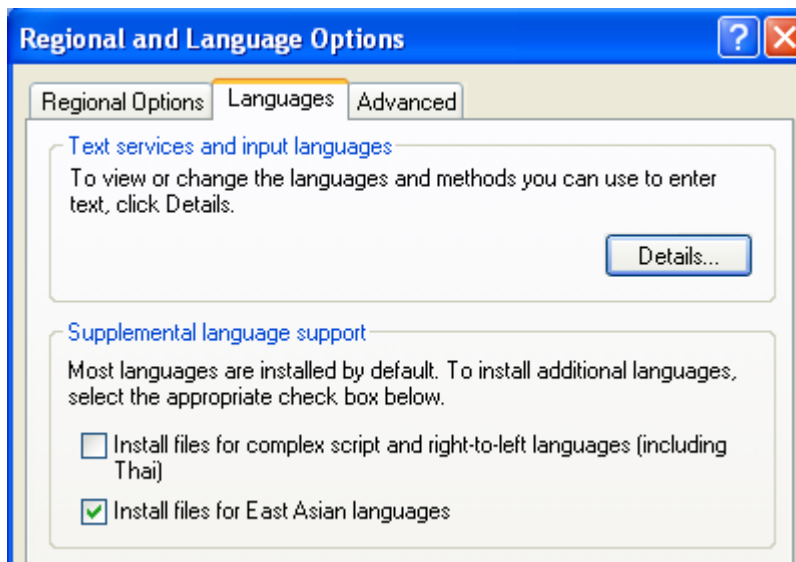 Regional and Language Options
Regional Options Languages Advanced
Text services and input languages
To view or change the languages and methods you can use to enter
text, click Details.
Details...
Supplemental language support
Most languages are installed by default. To install additional languages,
select the appropriate check box below.
Install files for complex script and right-to-left languages (including
Thai)
Install files for East Asian languages